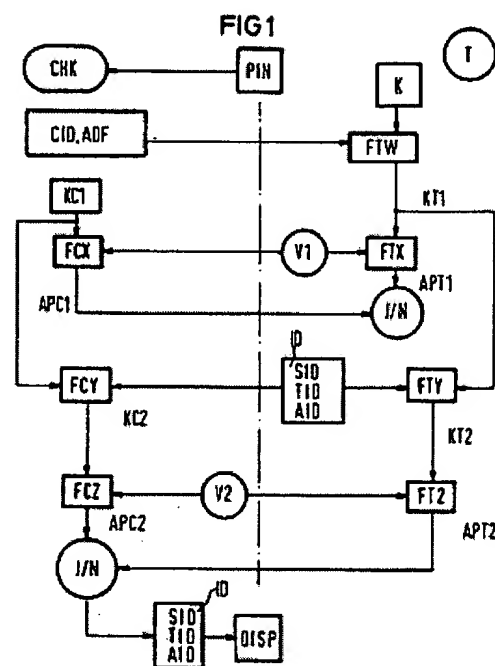 FIG1
T
CHK
PIN
K
CID, ADF
FTW
KC1
KT1
FCX
V1
FTX
APC1
APT1
J/N
ID
SID
TID
AID
FCY
FTY
KC2
KT2
FCZ
V2
FT2
APC2
APT2
J/N
ID
SID
TID
AID
DISP